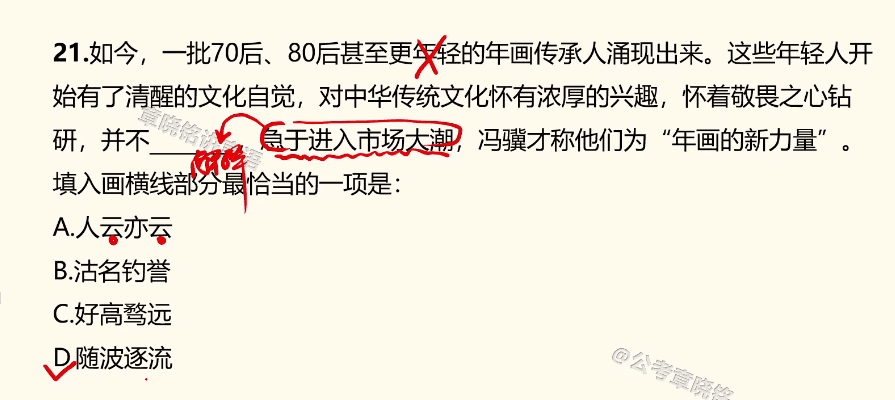 21.如今，一批70后、80后甚至更年轻的年画传承人涌现出来。这些年轻人开
始有了清醒的文化自觉，对中华传统文化怀有浓厚的兴趣，怀着敬畏之心钻
研，并不______，急于进入市场大潮，冯骥才称他们为“年画的新力量”。
填入画横线部分最恰当的一项是：
A.人云亦云
B.沽名钓誉
C.好高骛远
D.随波逐流
@公考章晓铭